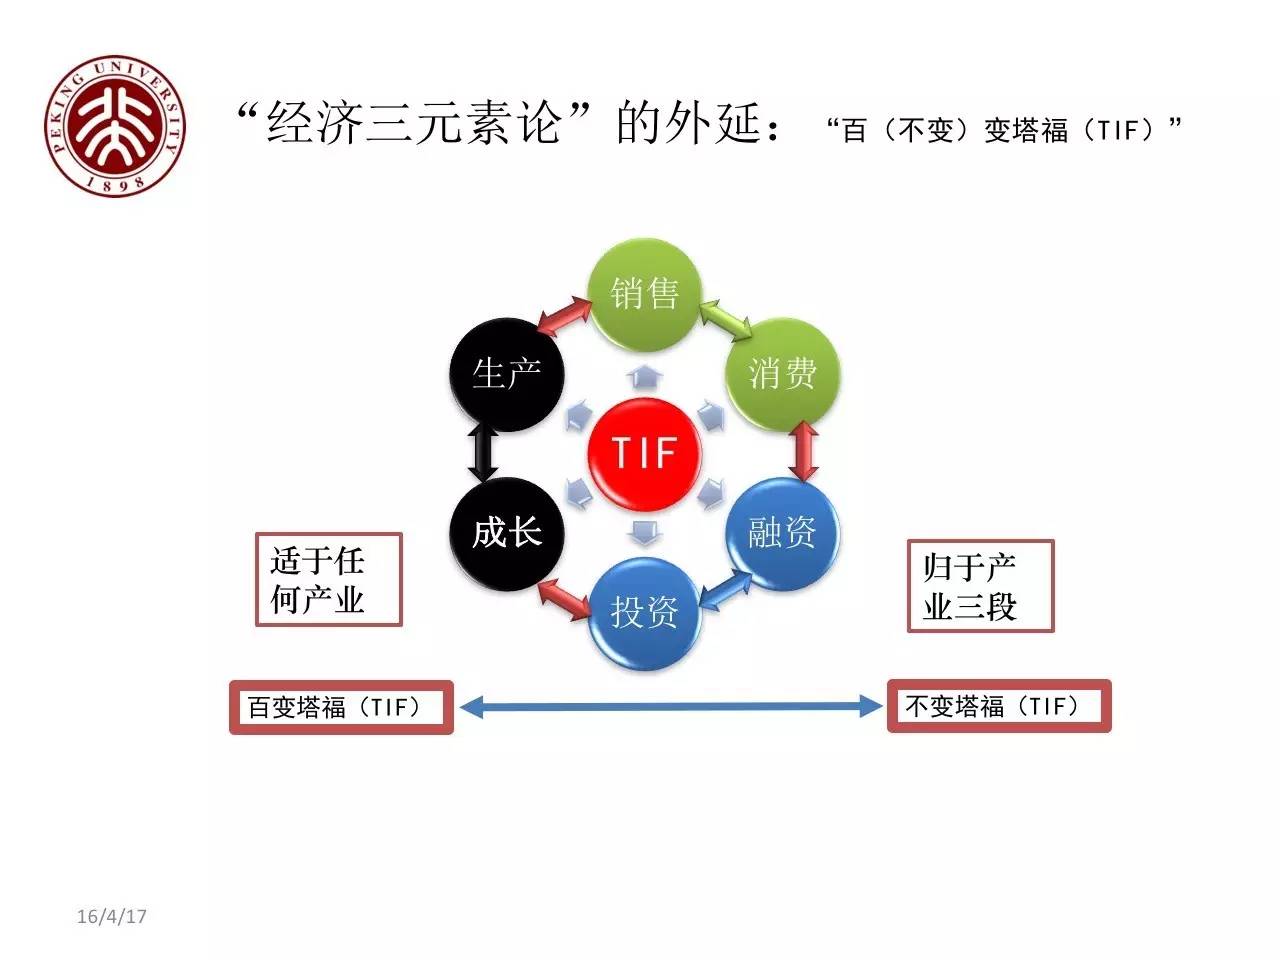 PEKING UNIVERSITY
1898
“经济三元素论”的外延：“百（不变）变塔福（TIF）”
销售
生产
消费
TIF
成长
融资
投资
适于任
何产业
归于产
业三段
百变塔福（TIF）
不变塔福（TIF）
16/4/17